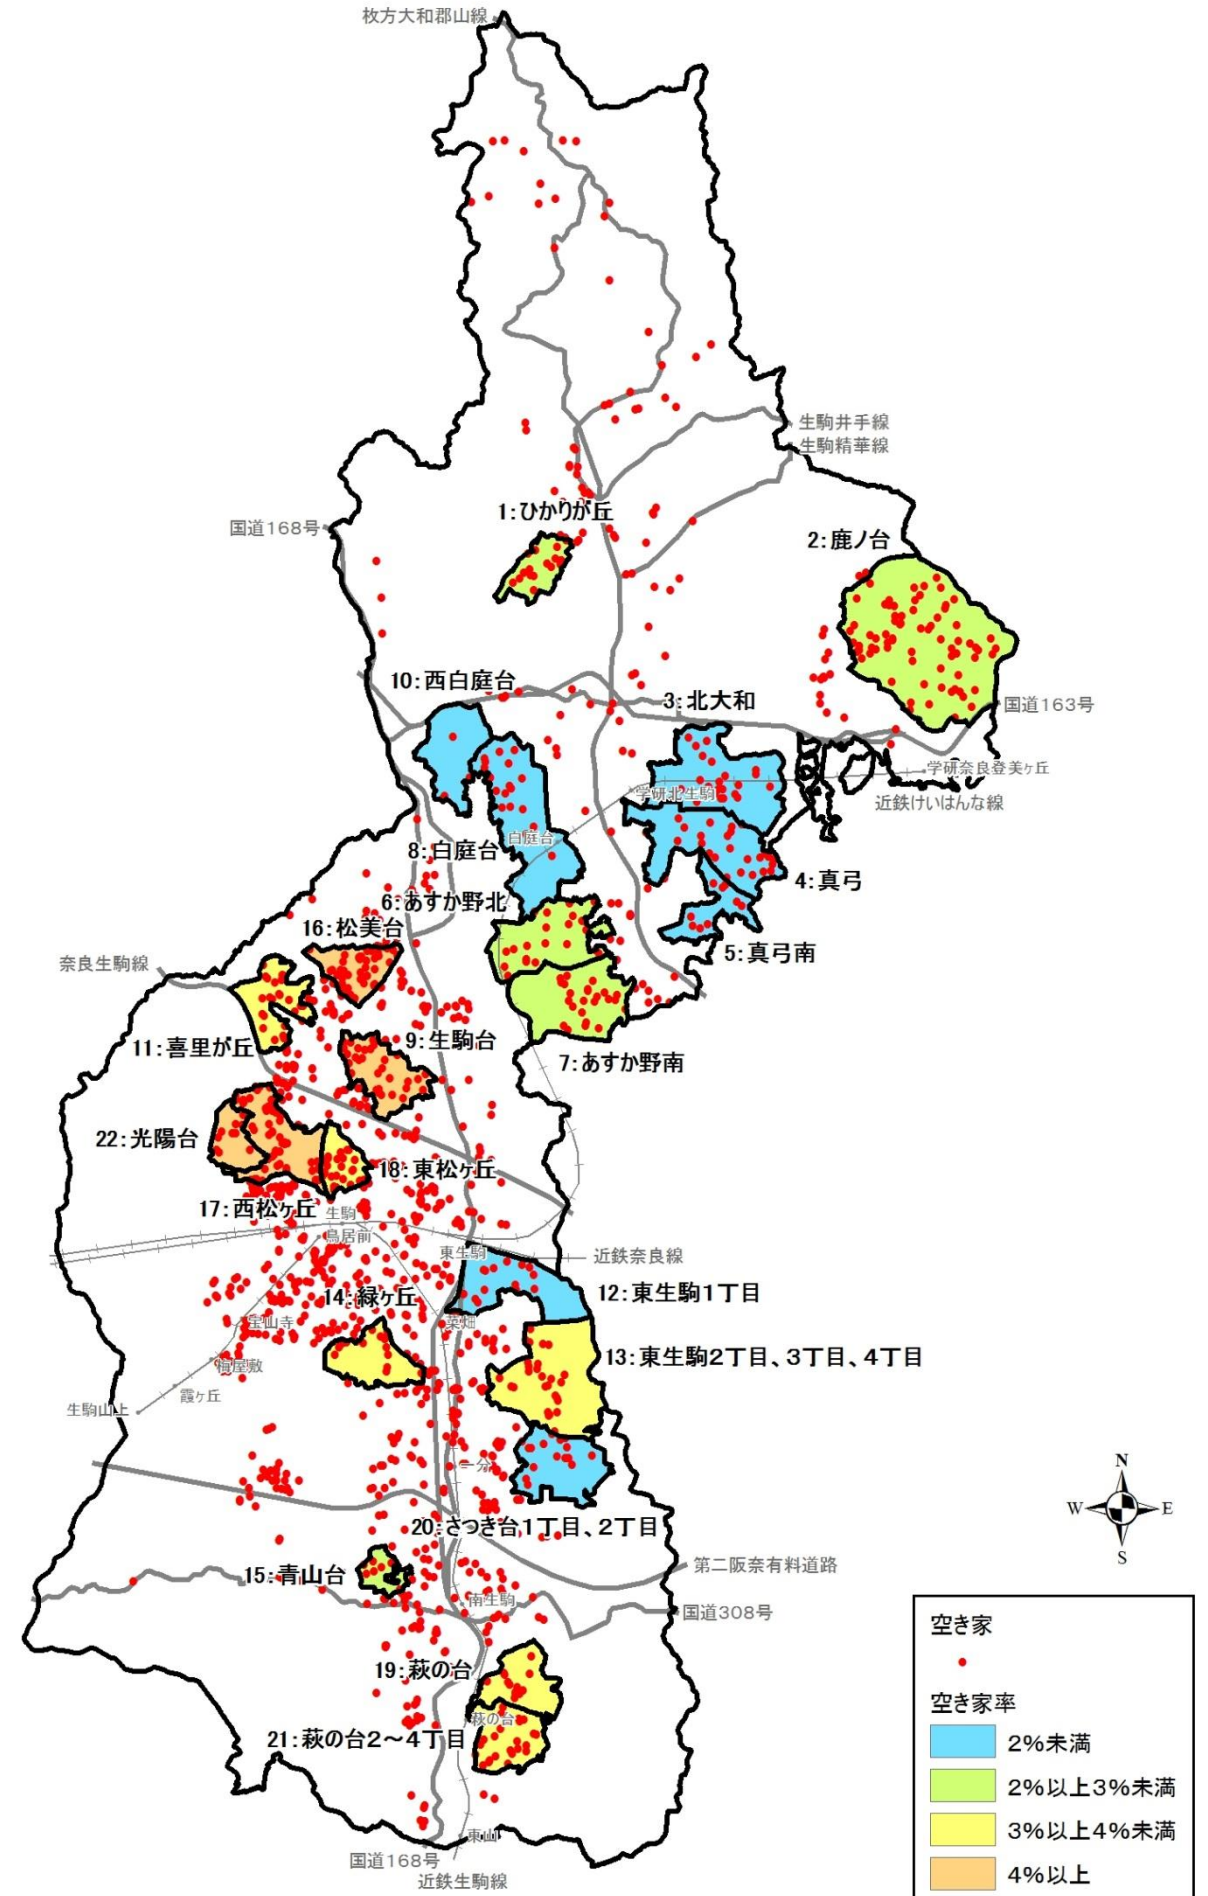 枚方大和郡山線
生駒井手線
生駒精華線
1:ひかりが丘
国道168号
2:鹿ノ台
10:西白庭台
3:北大和
国道163号
学研奈良登美ヶ丘
学研北生駒
近鉄けいはんな線
白庭台
8:白庭台
4:真弓
6:あすか野北
16:松美台
5:真弓南
奈良生駒線
9:生駒台
11:喜里が丘
7:あすか野南
22:光陽台
18:東松ヶ丘
17:西松ヶ丘
生駒
鳥居前
東生駒
近鉄奈良線
12:東生駒1丁目
14:緑ヶ丘
宝山寺
菜畑
13:東生駒2丁目、3丁目、4丁目
梅屋敷
霞ヶ丘
生駒山上
一分
N
W
E
S
20:さつき台1丁目、2丁目
第二阪奈有料道路
15:青山台
南生駒
国道308号
19:萩の台
萩の台
21:萩の台2～4丁目
東山
国道168号
近鉄生駒線
空き家
空き家率
2%未満
2%以上3%未満
3%以上4%未満
4%以上